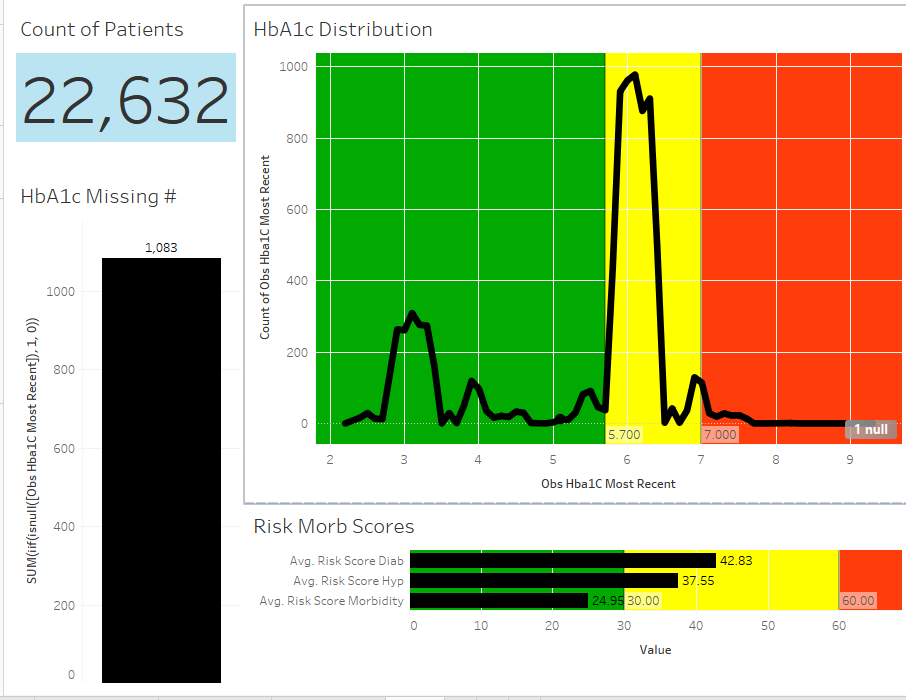 Count of Patients
22,632
HbA1c Missing #
1,083
SUM(iif(isnull([Obs Hba1C Most Recent]), 1, 0))
1000
800
600
400
200
0
HbA1c Distribution
Count of Obs Hba1C Most Recent
1000
800
600
400
200
0
5.700
7.000
1 null
2 3 4 5 6 7 8 9
Obs Hba1C Most Recent
Risk Morb Scores
Avg. Risk Score Diab 42.83
Avg. Risk Score Hyp 37.55
Avg. Risk Score Morbidity 24.95 30.00 60.00
0 10 20 30 40 50 60
Value